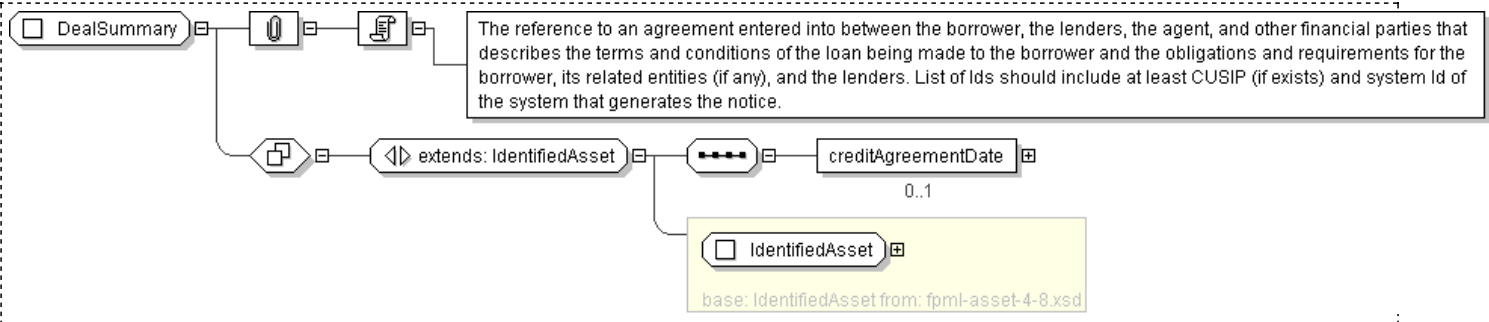 DealSummary
The reference to an agreement entered into between the borrower, the lenders, the agent, and other financial parties that
describes the terms and conditions of the loan being made to the borrower and the obligations and requirements for the
borrower, its related entities (if any), and the lenders. List of Ids should include at least CUSIP (if exists) and system Id of
the system that generates the notice.
extends: IdentifiedAsset
creditAgreementDate
0..1
IdentifiedAsset
base: IdentifiedAsset from: fpml-asset-4-8.xsd